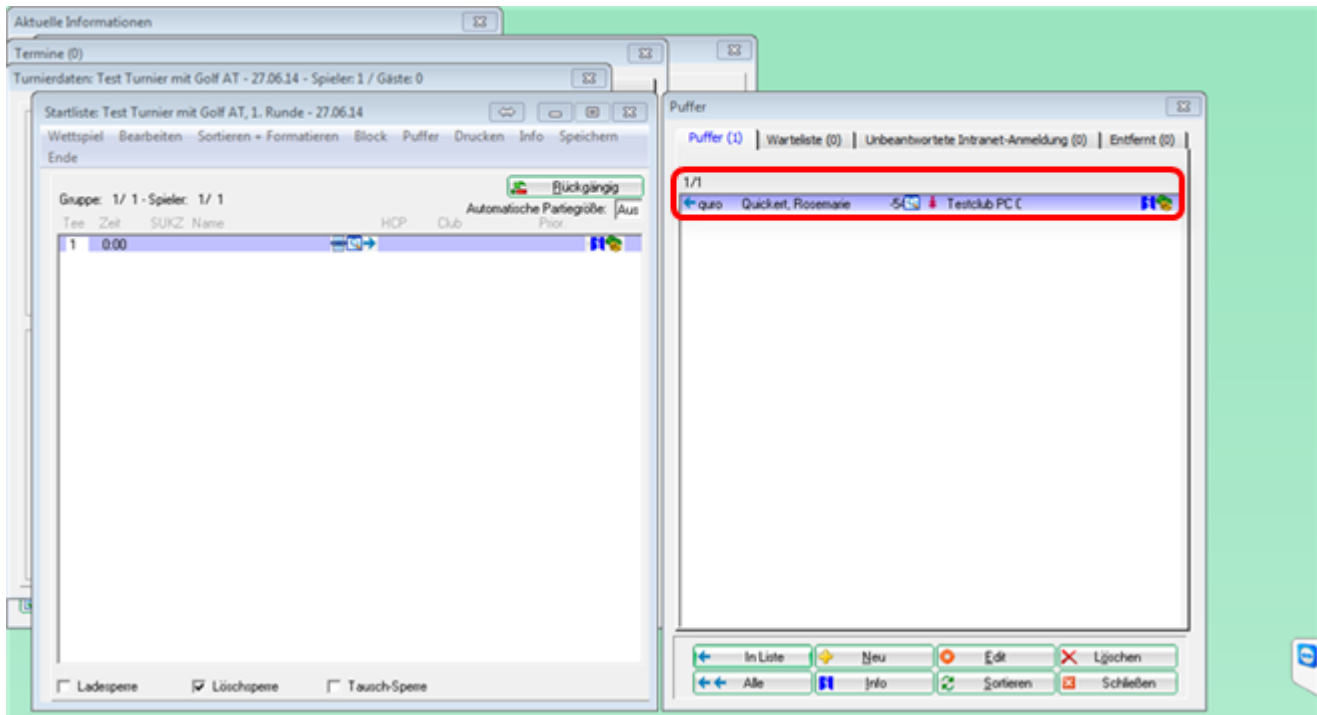 Aktuelle Informationen
Termine (0)
Turnierdaten: Test Turnier mit Golf AT - 27.06.14 - Spieler: 1 / Gäste: 0
Startliste: Test Turnier mit Golf AT, 1. Runde - 27.06.14
Wettspiel Bearbeiten Sortieren + Formatieren Block Puffer Drucken Info Speichern
Ende
Rückgängig
Gruppe: 1/ 1 - Spieler: 1/ 1
Automatische Partiegröße: Aus
Tee Zeit SUKZ Name HCP Club Prior.
1 0:00
Ladesperre Löschsperre Tausch-Sperre
Puffer
Puffer (1) Warteliste (0) Unbeantwortete Intranet-Anmeldung (0) Entfernt (0)
1/1
quro Quickert, Rosemarie -5 Testclub PC C
In Liste Neu Edit Löschen
Alle Info Sortieren Schließen